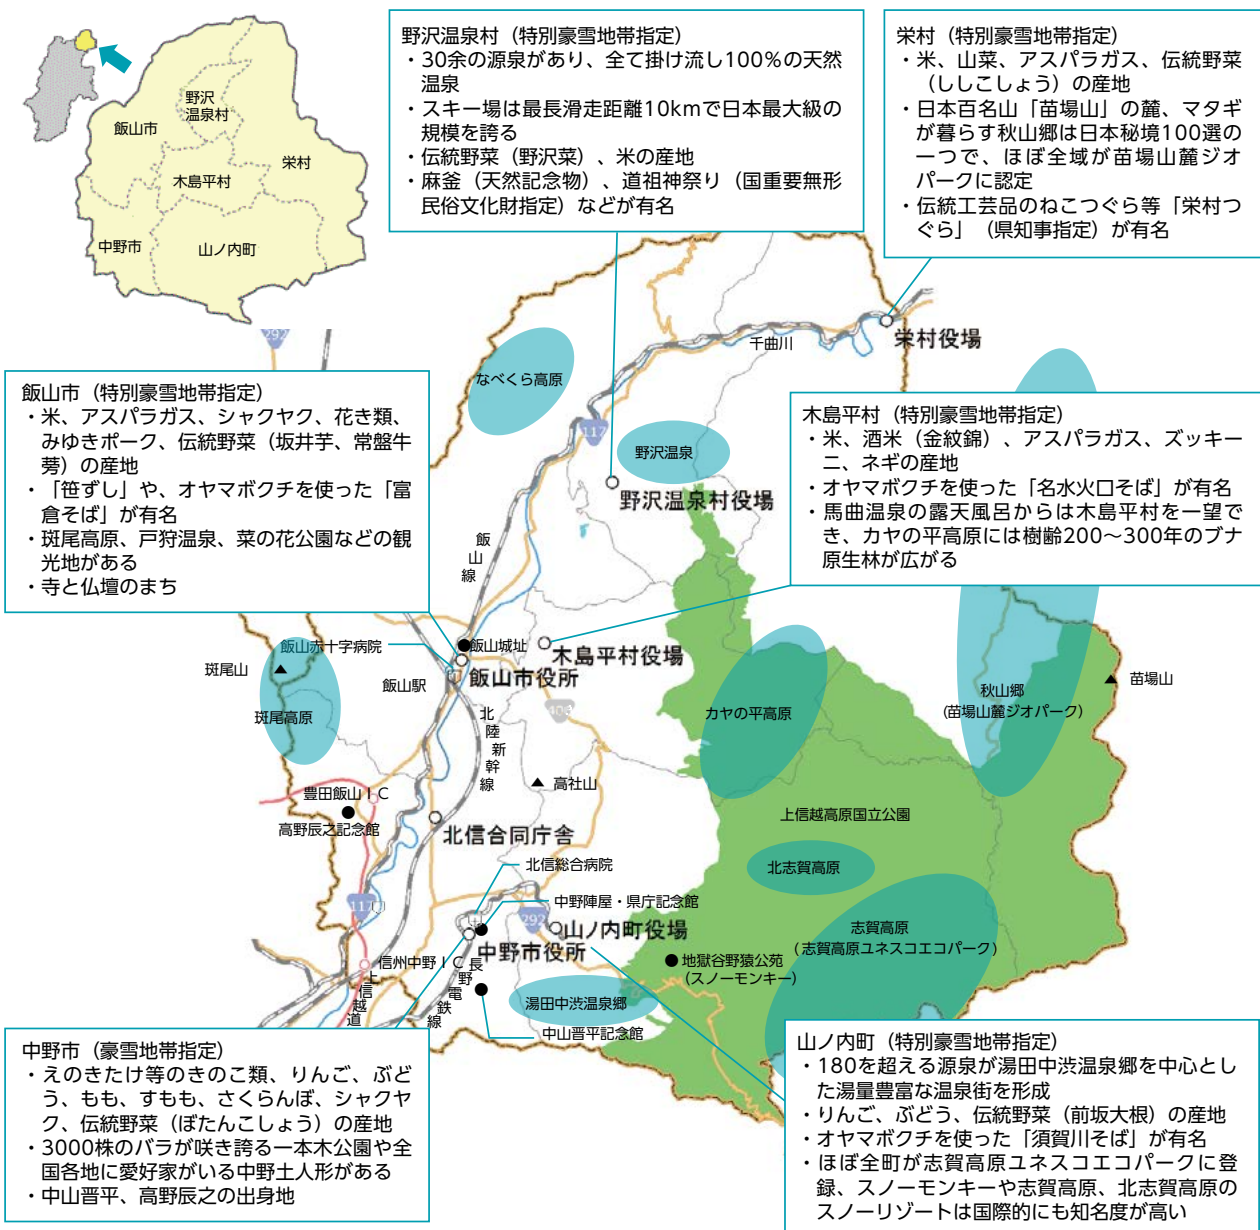 野沢温泉村（特別豪雪地帯指定）
・30余の源泉があり、全て掛け流し100％の天然
温泉
・スキー場は最長滑走距離10kmで日本最大級の
規模を誇る
・伝統野菜（野沢菜）、米の産地
・麻釜（天然記念物）、道祖神祭り（国重要無形
民俗文化財指定）などが有名
栄村（特別豪雪地帯指定）
・米、山菜、アスパラガス、伝統野菜
（ししこしょう）の産地
・日本百名山「苗場山」の麓、マタギ
が暮らす秋山郷は日本秘境100選の
一つで、ほぼ全域が苗場山麓ジオ
パークに認定
・伝統工芸品のねこつぐら等「栄村つ
ぐら」（県知事指定）が有名
野沢
温泉村
飯山市
栄村
木島平村
中野市
山ノ内町
292
千曲川
栄村役場
なべくら高原
117
野沢温泉
野沢温泉村役場
飯山市（特別豪雪地帯指定）
・米、アスパラガス、シャクヤク、花き類、
みゆきポーク、伝統野菜（坂井芋、常盤牛
蒡）の産地
・「笹ずし」や、オヤマボクチを使った「富
倉そば」が有名
・斑尾高原、戸狩温泉、菜の花公園などの観
光地がある
・寺と仏壇のまち
木島平村（特別豪雪地帯指定）
・米、酒米（金紋錦）、アスパラガス、ズッキー
ニ、ネギの産地
・オヤマボクチを使った「名水火口そば」が有名
・馬曲温泉の露天風呂からは木島平村を一望で
き、カヤの平高原には樹齢200～300年のブナ
原生林が広がる
飯山線
飯山赤十字病院
飯山城址
木島平村役場
斑尾山
飯山駅
飯山市役所
斑尾高原
北陸新幹線
403
カヤの平高原
秋山郷
（苗場山麓ジオパーク）
苗場山
高社山
豊田飯山ＩＣ
高野辰之記念館
北信合同庁舎
上信越高原国立公園
北信総合病院
北志賀高原
117
中野陣屋・県庁記念館
292
山ノ内町役場
中野市役所
志賀高原
（志賀高原ユネスコエコパーク）
信州中野ＩＣ
上信越道
長野電鉄線
地獄谷野猿公苑
（スノーモンキー）
湯田中渋温泉郷
中山晋平記念館
中野市（豪雪地帯指定）
・えのきたけ等のきのこ類、りんご、ぶど
う、もも、すもも、さくらんぼ、シャクヤ
ク、伝統野菜（ぼたんこしょう）の産地
・3000株のバラが咲き誇る一本木公園や全
国各地に愛好家がいる中野土人形がある
・中山晋平、高野辰之の出身地
山ノ内町（特別豪雪地帯指定）
・180を超える源泉が湯田中渋温泉郷を中心とし
た湯量豊富な温泉街を形成
・りんご、ぶどう、伝統野菜（前坂大根）の産地
・オヤマボクチを使った「須賀川そば」が有名
・ほぼ全町が志賀高原ユネスコエコパークに登
録、スノーモンキーや志賀高原、北志賀高原の
スノーリゾートは国際的にも知名度が高い